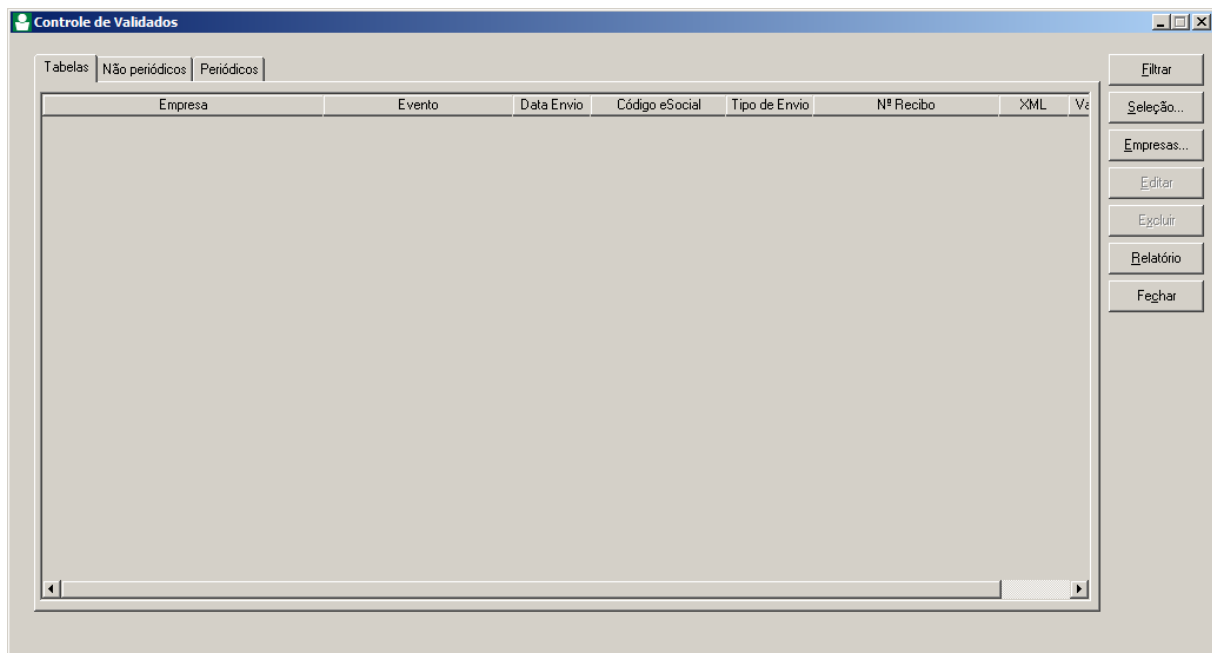 Controle de Validados
Tabelas Não periódicos Periódicos
Empresa Evento Data Envio Código eSocial Tipo de Envio Nº Recibo XML Va
Filtrar
Seleção...
Empresas...
Editar
Excluir
Relatório
Fechar